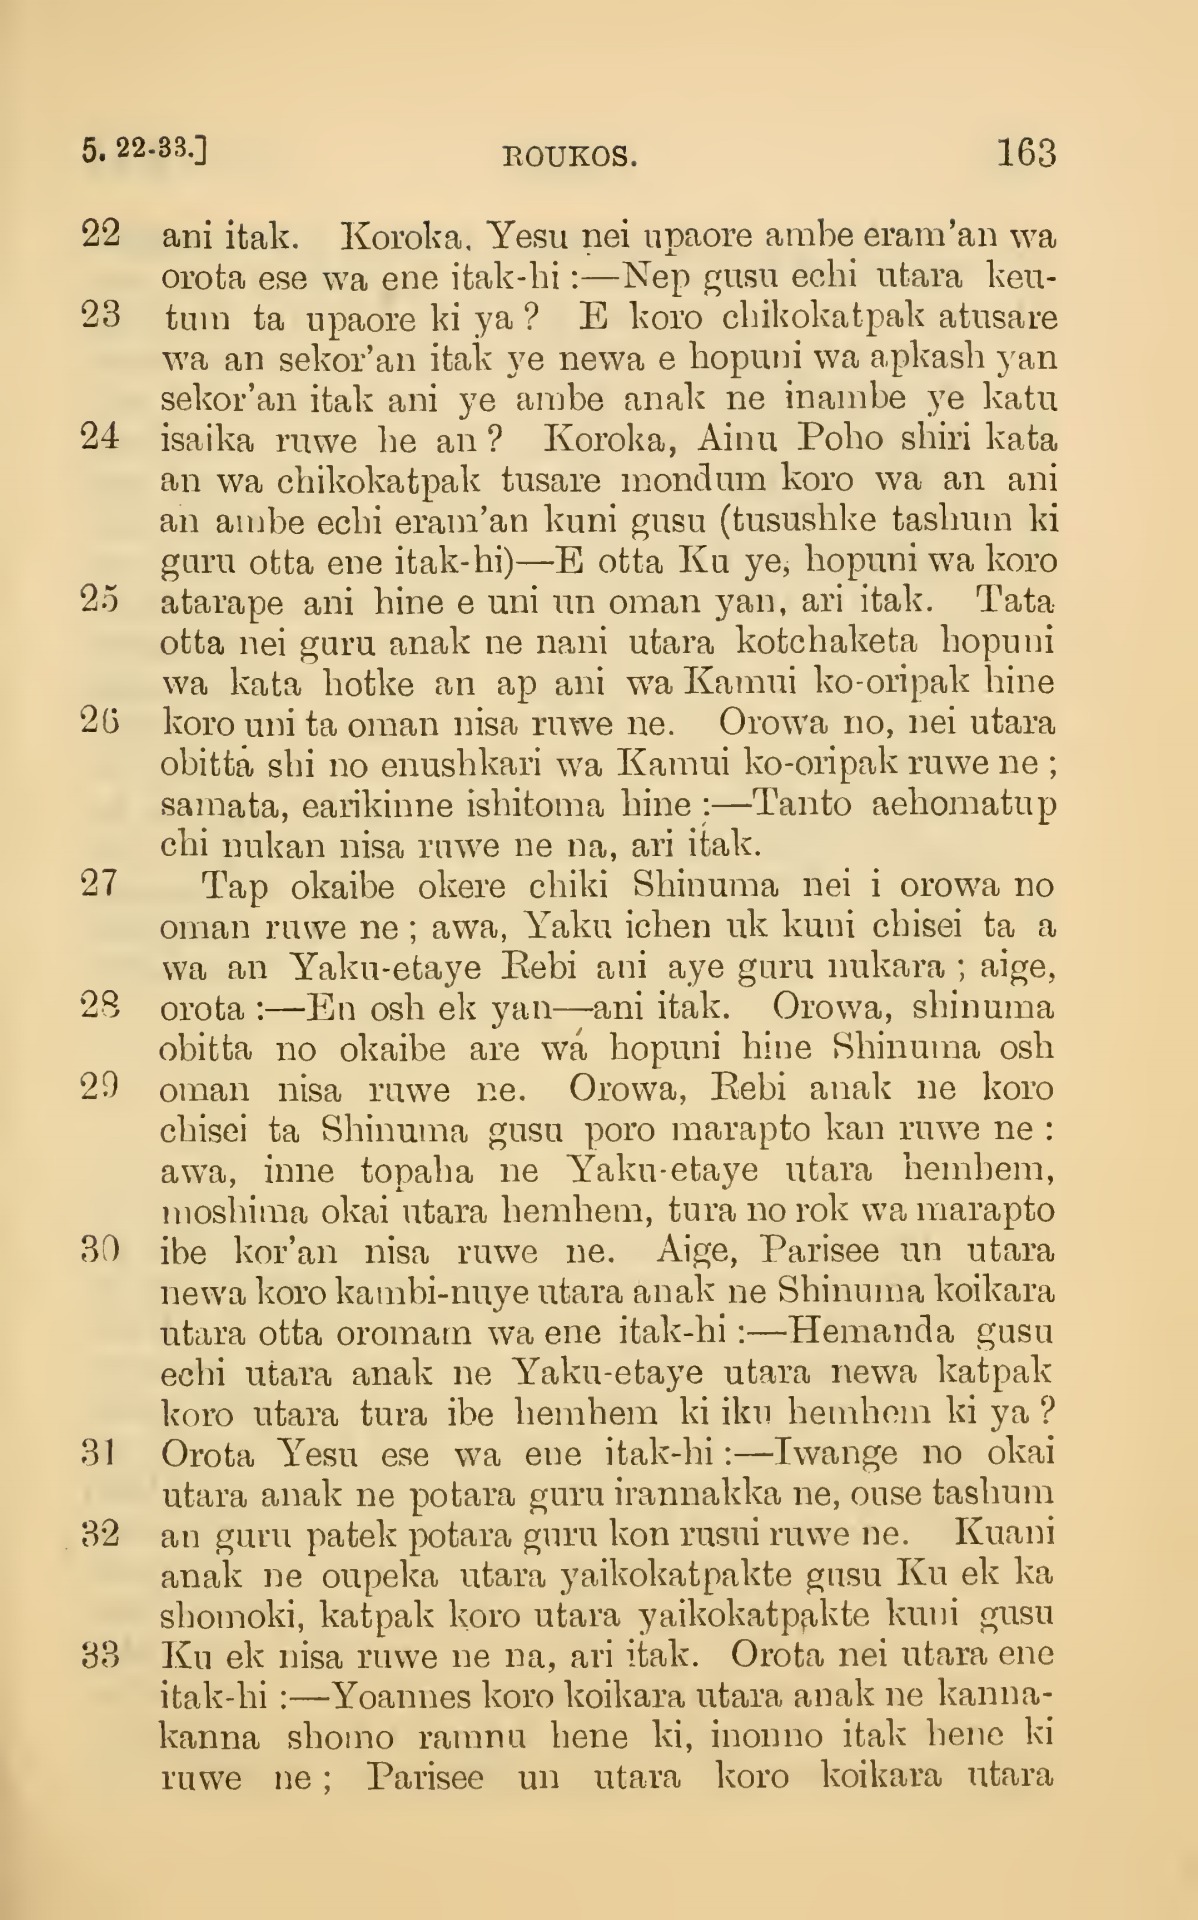 5. 22-33.] ROUKOS. 163
22 ani itak. Koroka, Yesu nei upaore ambe eram'an wa
orota ese wa ene itak-hi :—Nep gusu echi utara keu-
23 tum ta upaore ki ya ? E koro chikokatpak atusare
wa an sekor'an itak ye newa e hopuni wa apkash yan
sekor'an itak ani ye ambe anak ne inambe ye katu
24 isaika ruwe he an ? Koroka, Ainu Poho shiri kata
an wa chikokatpak tusare mondum koro wa an ani
an ambe echi eram'an kuni gusu (tusushke tashum ki
guru otta ene itak-hi)—E otta Ku ye, hopuni wa koro
25 atarape ani hine e uni un oman yan, ari itak. Tata
otta nei guru anak ne nani utara kotchaketa hopuni
wa kata hotke an ap ani wa Kamui ko-oripak hine
26 koro uni ta oman nisa ruwe ne. Orowa no, nei utara
obitta shi no enushkari wa Kamui ko-oripak ruwe ne ;
samata, earikinne ishitoma hine :—Tanto aehomatup
chi nukan nisa ruwe ne na, ari itak.
27 Tap okaibe okere chiki Shinuma nei i orowa no
oman ruwe ne ; awa, Yaku ichen uk kuni chisei ta a
wa an Yaku-etaye Rebi ani aye guru nukara ; aige,
28 orota :—En osh ek yan—ani itak. Orowa, shinuma
obitta no okaibe are wa hopuni hine Shinuma osh
29 oman nisa ruwe ne. Orowa, Rebi anak ne koro
chisei ta Shinuma gusu poro marapto kan ruwe ne :
awa, inne topaha ne Yaku-etaye utara hemhem,
moshima okai utara hemhem, tura no rok wa marapto
30 ibe kor'an nisa ruwe ne. Aige, Parisee un utara
newa koro kambi-nuye utara anak ne Shinuma koikara
utara otta oromam wa ene itak-hi :—Hemanda gusu
echi utara anak ne Yaku-etaye utara newa katpak
koro utara tura ibe hemhem ki iku hemhem ki ya ?
31 Orota Yesu ese wa ene itak-hi :—Iwange no okai
utara anak ne potara guru irannakka ne, ouse tashum
32 an guru patek potara guru kon rusui ruwe ne. Kuani
anak ne oupeka utara yaikokatpakte gusu Ku ek ka
shomoki, katpak koro utara yaikokatpakte kuni gusu
33 Ku ek nisa ruwe ne na, ari itak. Orota nei utara ene
itak-hi :—Yoannes koro koikara utara anak ne kanna-
kanna shomo ramnu hene ki, inonno itak hene ki
ruwe ne ; Parisee un utara koro koikara utara